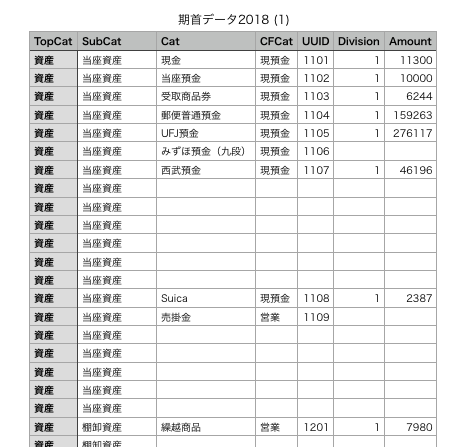 期首データ2018 (1)
TopCat SubCat Cat CFCat UUID Division Amount
資産 当座資産 現金 現預金 1101 1 11300
資産 当座資産 当座預金 現預金 1102 1 10000
資産 当座資産 受取商品券 現預金 1103 1 6244
資産 当座資産 郵便普通預金 現預金 1104 1 159263
資産 当座資産 UFJ預金 現預金 1105 1 276117
資産 当座資産 みずほ預金（九段） 現預金 1106
資産 当座資産 西武預金 現預金 1107 1 46196
資産 当座資産
資産 当座資産
資産 当座資産
資産 当座資産
資産 当座資産
資産 当座資産
資産 当座資産 Suica 現預金 1108 1 2387
資産 当座資産 売掛金 営業 1109
資産 当座資産
資産 当座資産
資産 当座資産
資産 当座資産
資産 当座資産
資産 棚卸資産 繰越商品 営業 1201 1 7980
資産 棚卸資産